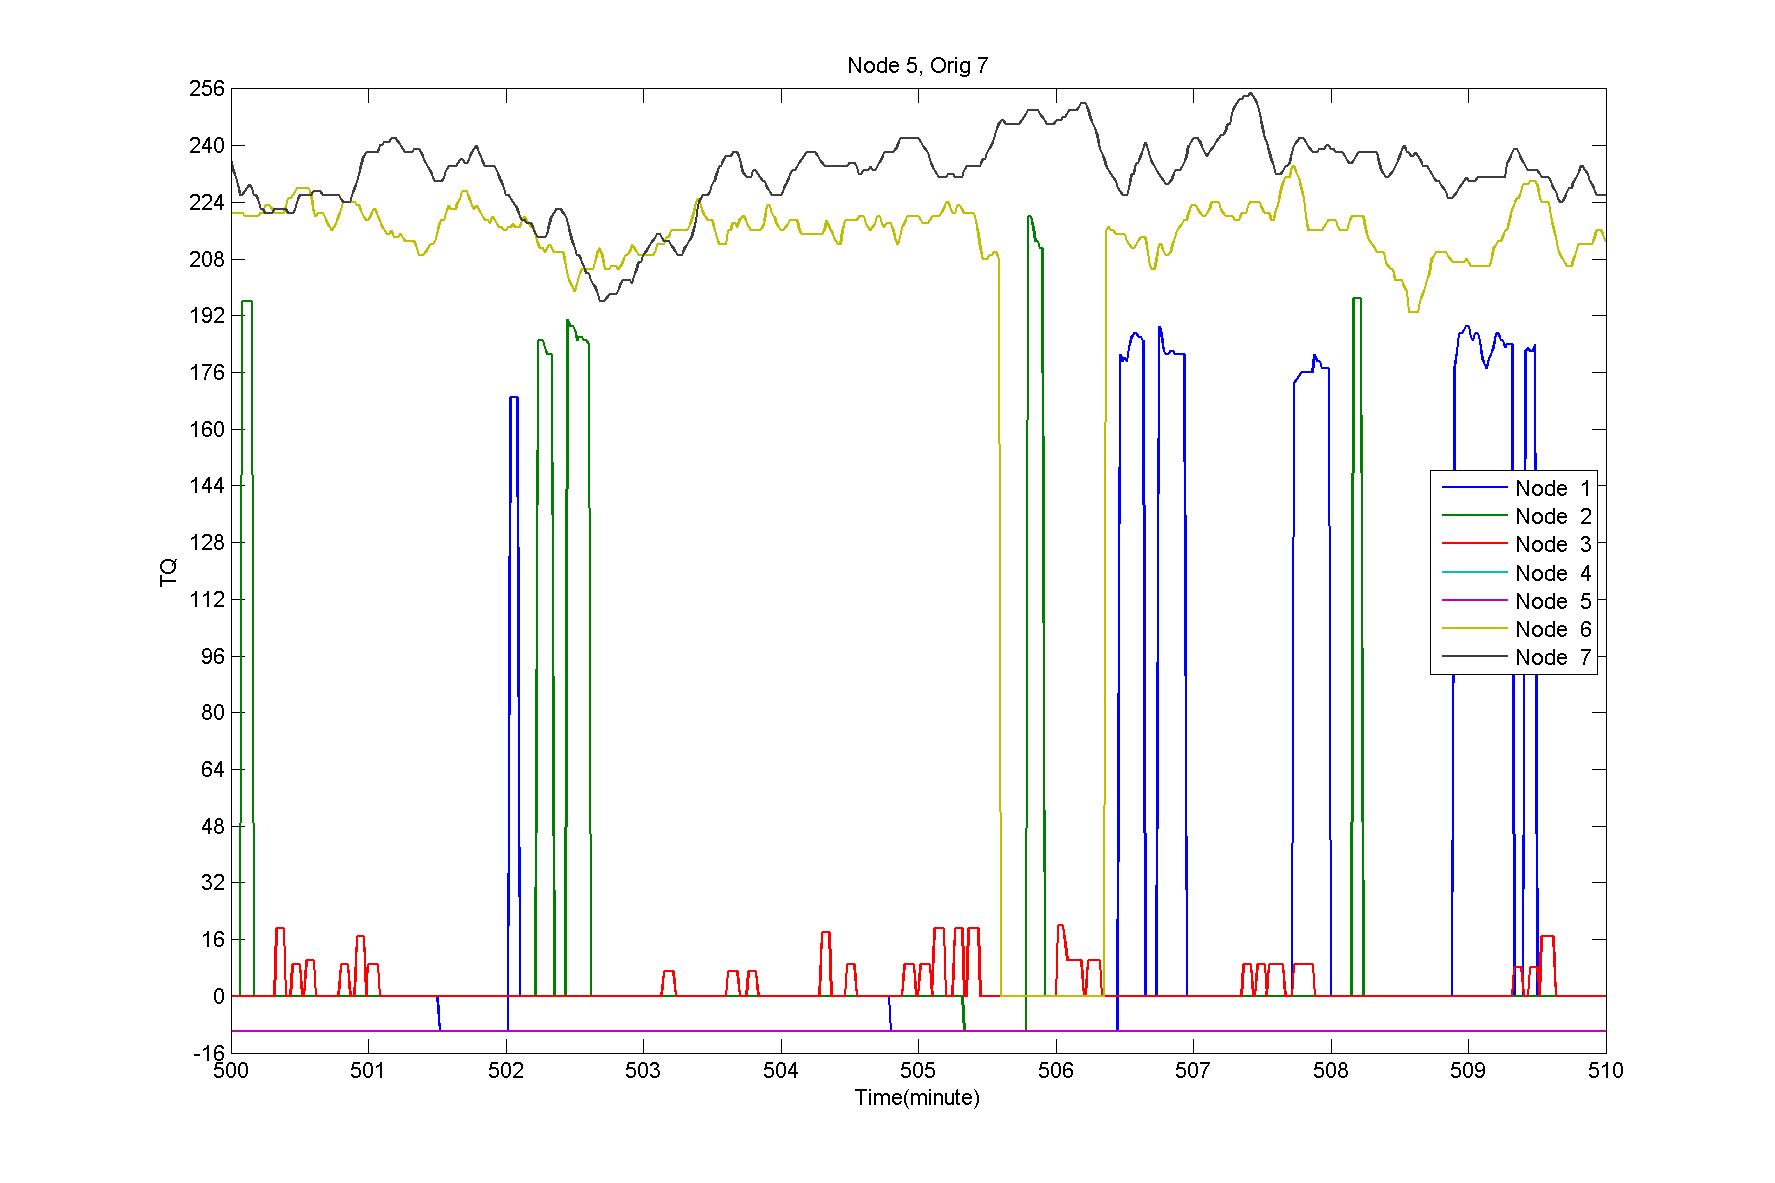 Node 5, Orig 7
256
240
224
208
192
176
160
144
128
112
96
80
64
48
32
16
0
-16
TQ
500 501 502 503 504 505 506 507 508 509 510
Time(minute)
Node 1
Node 2
Node 3
Node 4
Node 5
Node 6
Node 7